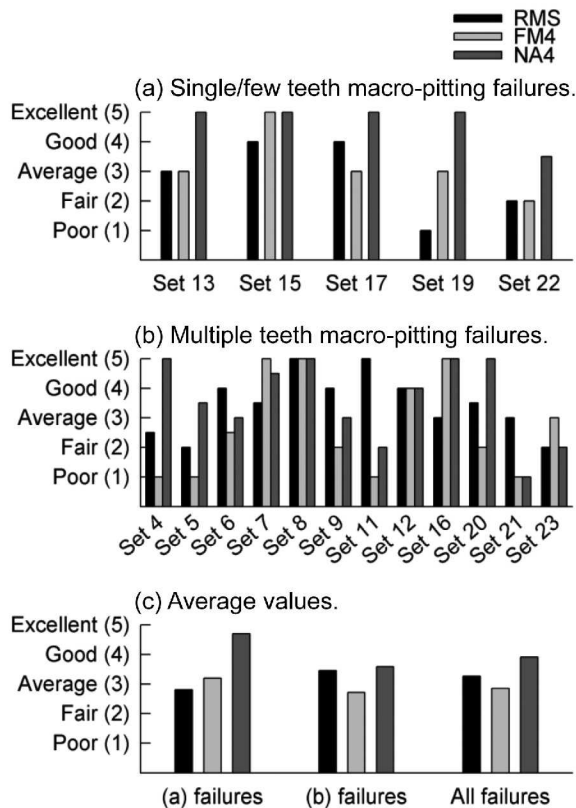 RMS
FM4
NA4
(a) Single/few teeth macro-pitting failures.
Excellent (5)
Good (4)
Average (3)
Fair (2)
Poor (1)
Set 13 Set 15 Set 17 Set 19 Set 22
(b) Multiple teeth macro-pitting failures.
Excellent (5)
Good (4)
Average (3)
Fair (2)
Poor (1)
Set 4 Set 5 Set 6 Set 7 Set 8 Set 9 Set 11 Set 12 Set 16 Set 20 Set 21 Set 23
(c) Average values.
Excellent (5)
Good (4)
Average (3)
Fair (2)
Poor (1)
(a) failures (b) failures All failures